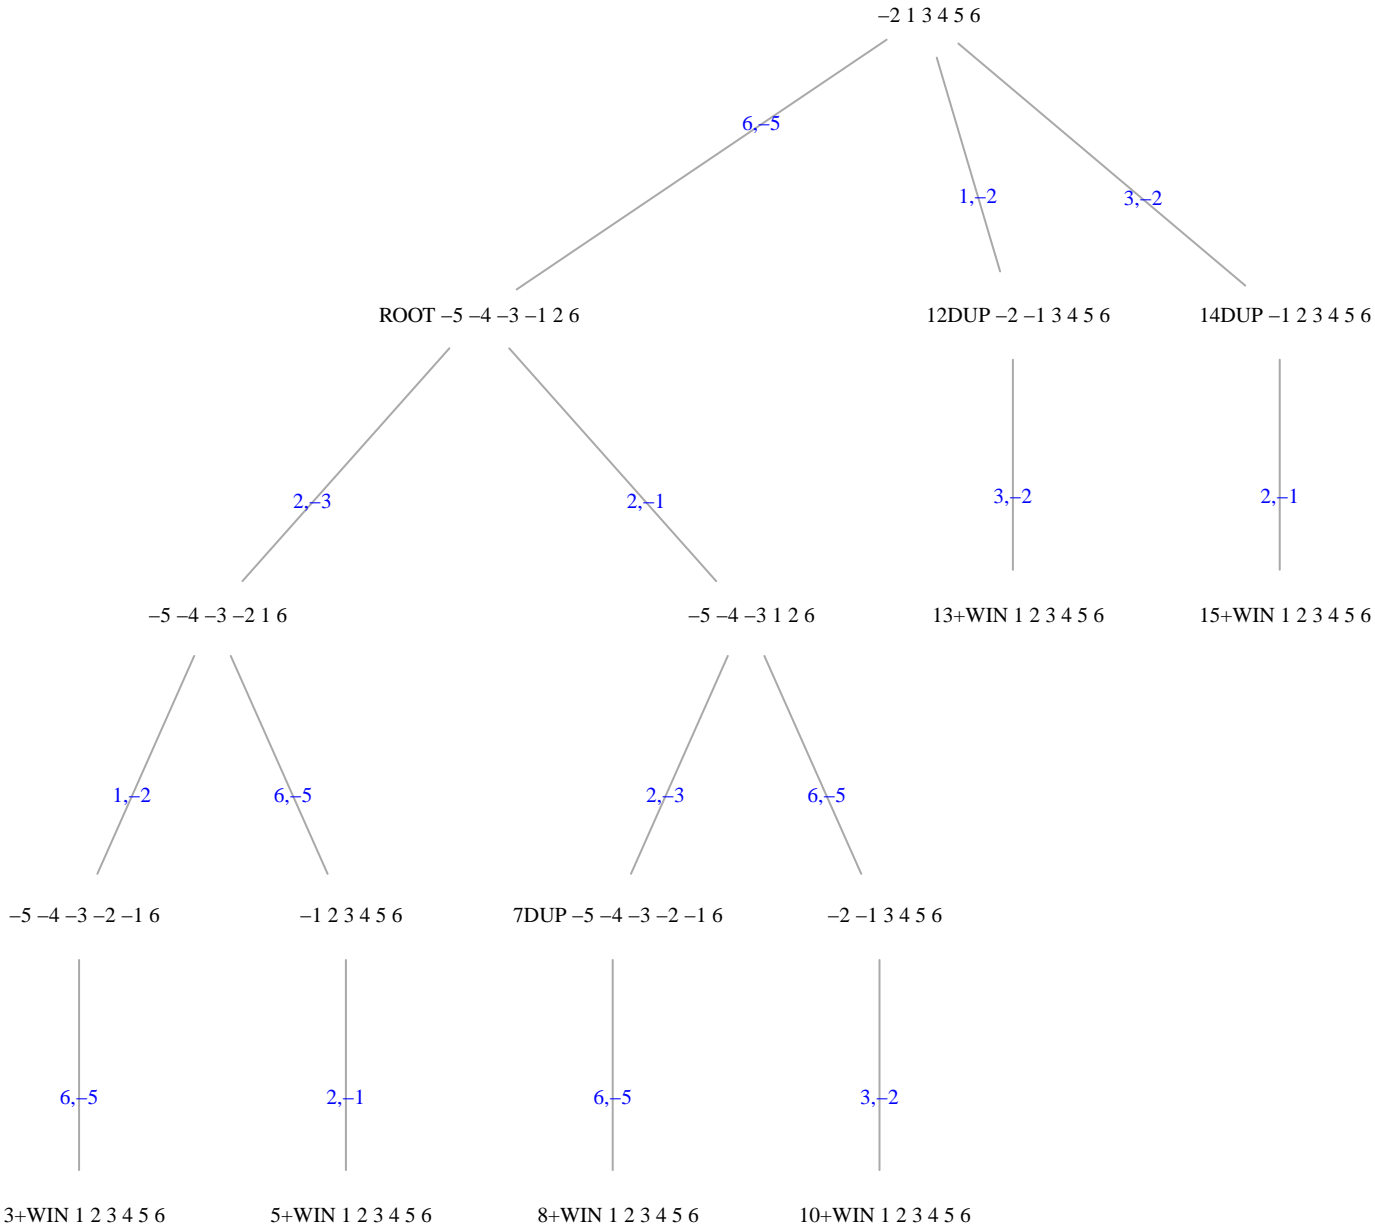 –2 1 3 4 5 6
6,–5
1,–2
3,–2
ROOT –5 –4 –3 –1 2 6
12DUP –2 –1 3 4 5 6
14DUP –1 2 3 4 5 6
2,–3
2,–1
3,–2
2,–1
–5 –4 –3 –2 1 6
–5 –4 –3 1 2 6
13+WIN 1 2 3 4 5 6
15+WIN 1 2 3 4 5 6
1,–2
6,–5
2,–3
6,–5
–5 –4 –3 –2 –1 6
–1 2 3 4 5 6
7DUP –5 –4 –3 –2 –1 6
–2 –1 3 4 5 6
6,–5
2,–1
6,–5
3,–2
3+WIN 1 2 3 4 5 6
5+WIN 1 2 3 4 5 6
8+WIN 1 2 3 4 5 6
10+WIN 1 2 3 4 5 6